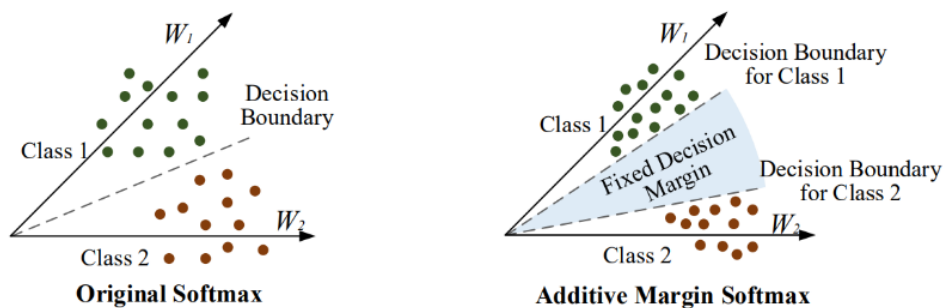 W1
Decision
Boundary
Class 1
W2
Class 2
Original Softmax
W1
Decision Boundary
for Class 1
Class 1
Fixed Decision
Margin
Decision Boundary
for Class 2
W2
Class 2
Additive Margin Softmax